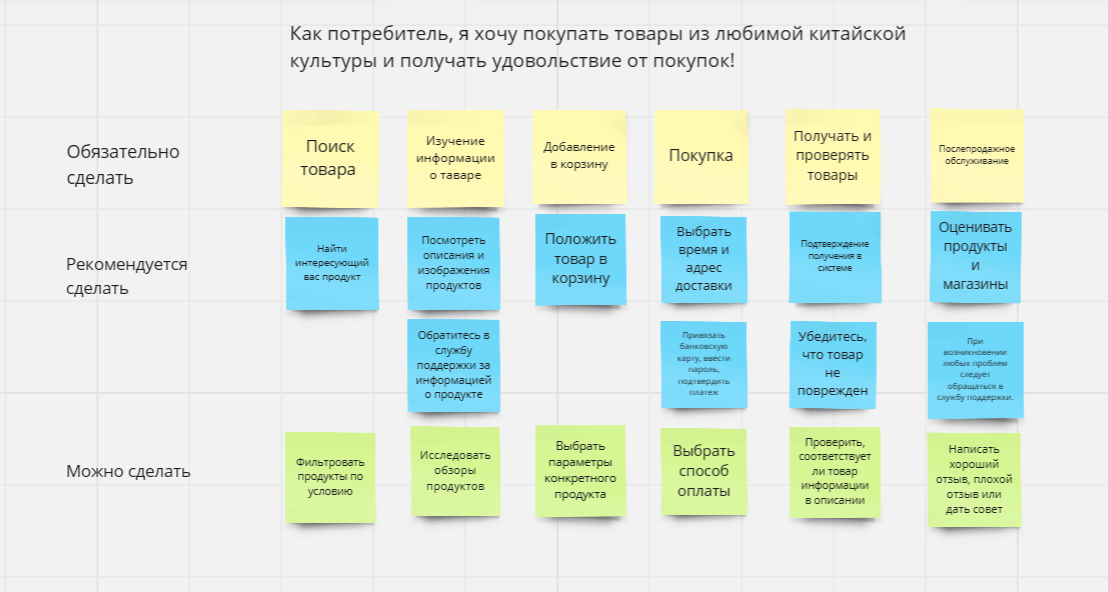 Как потребитель, я хочу покупать товары из любимой китайской
культуры и получать удовольствие от покупок!
Обязательно
сделать
Поиск
товара
Изучение
информации
о таваре
Добавление
в корзину
Покупка
Получать и
проверять
товары
Послепродажное
обслуживание
Рекомендуется
сделать
Найти
интересующий
вас продукт
Посмотреть
описания и
изображения
продуктов
Положить
товар в
корзину
Выбрать
время и
адрес
доставки
Подтверждение
получения в
системе
Оценивать
продукты
и
магазины
Обратитесь в
службу
поддержки за
информацией
о продукте
Привязать
банковскую
карту, ввести
пароль,
подтвердить
платеж
Убедитесь,
что товар
не
поврежден
При
возникновении
любых проблем
следует
обращаться в
службу поддержки.
Можно сделать
Фильтровать
продукты по
условию
Исследовать
обзоры
продуктов
Выбрать
параметры
конкретного
продукта
Выбрать
способ
оплаты
Проверить,
соответствует
ли товар
информации
в описании
Написать
хороший
отзыв, плохой
отзыв или
дать совет